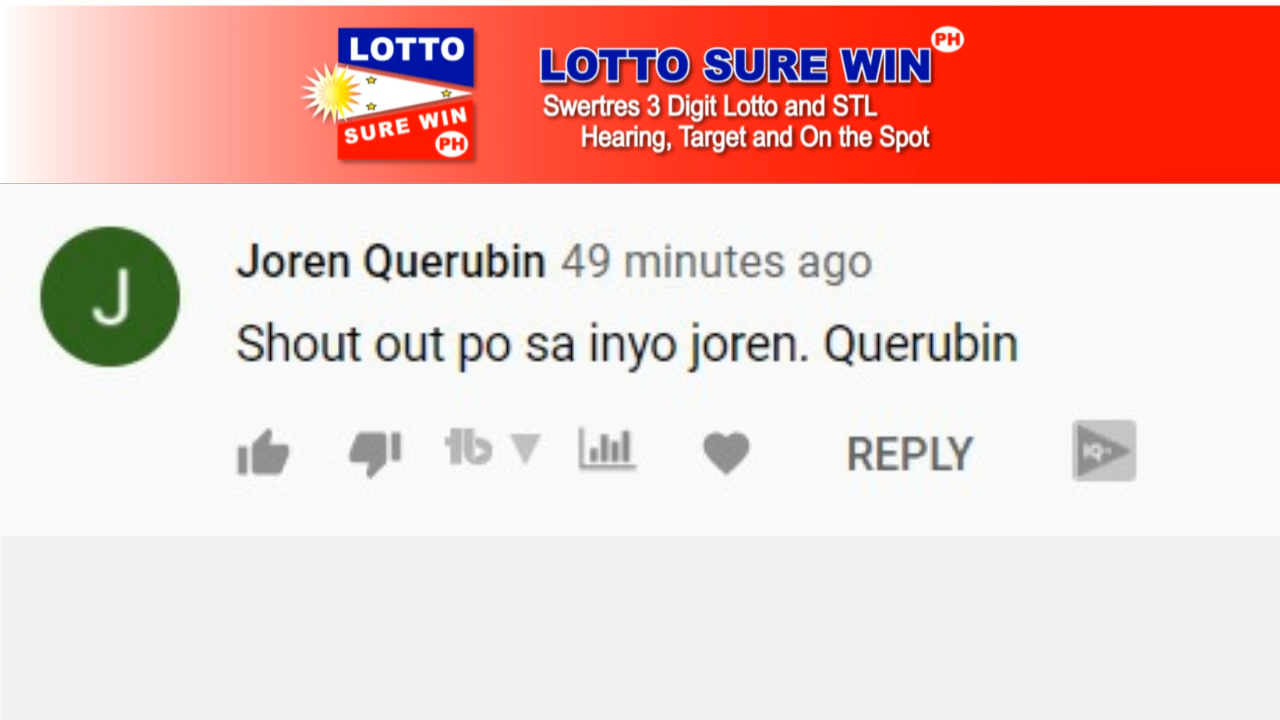 LOTTO
SURE WIN
PH
LOTTO SURE WIN PH
Swertres 3 Digit Lotto and STL
Hearing, Target and On the Spot
J
Joren Querubin 49 minutes ago
Shout out po sa inyo joren. Querubin
REPLY